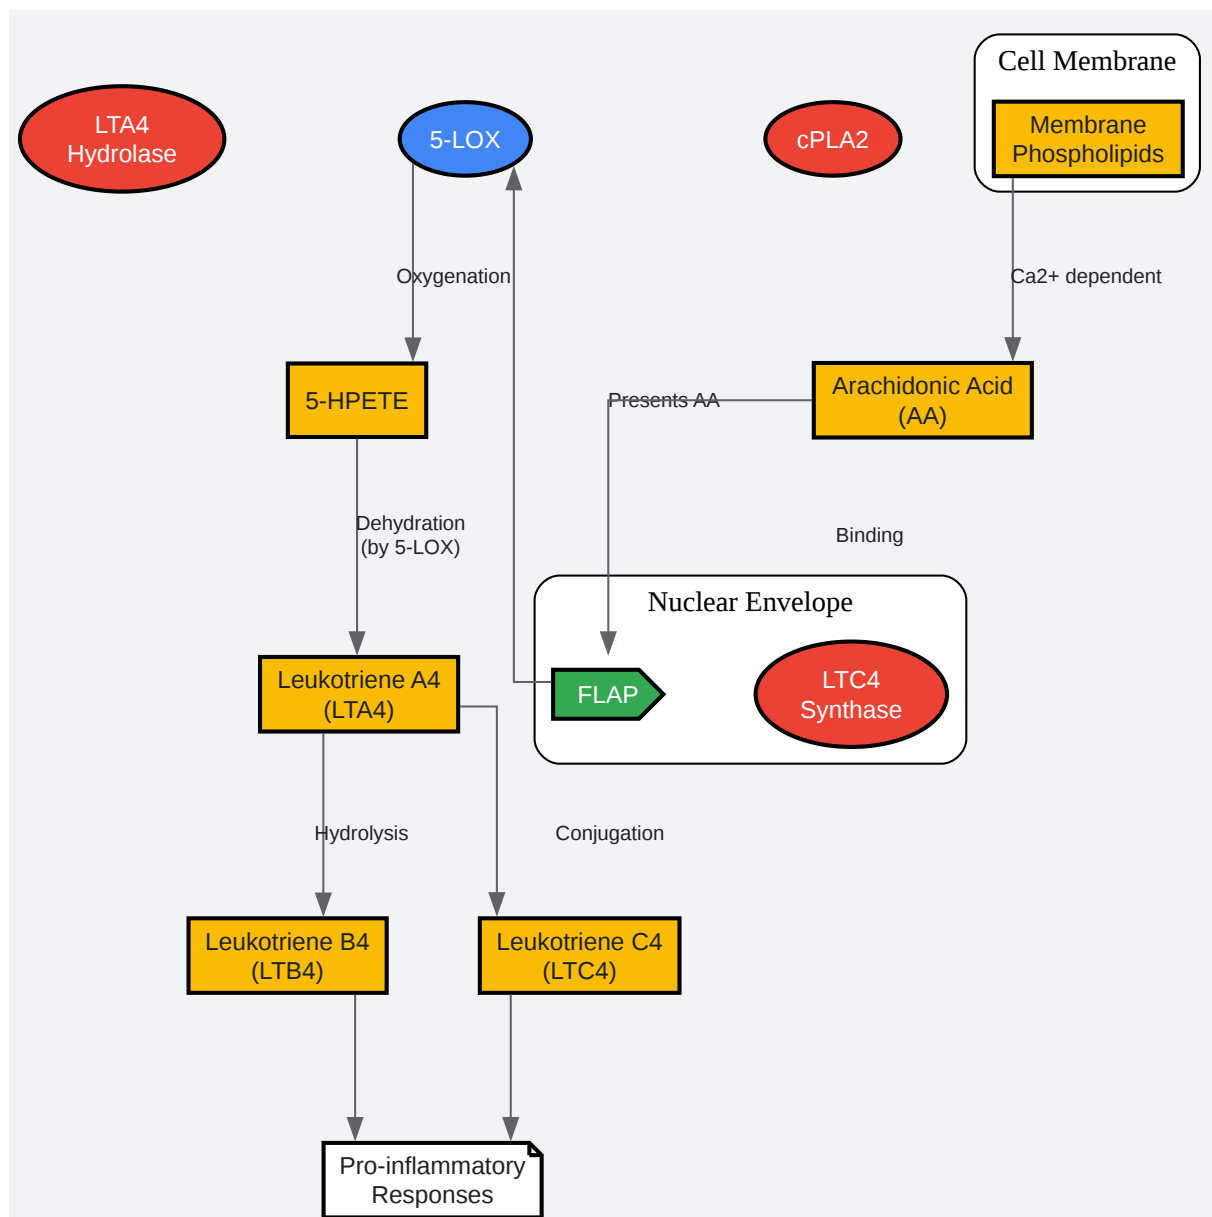 Cell Membrane
LTA4
Hydrolase
5-LOX
cPLA2
Membrane
Phospholipids
Oxygenation
Ca2+ dependent
5-HPETE
Presents AA
Arachidonic Acid
(AA)
Dehydration
(by 5-LOX)
Binding
Nuclear Envelope
Leukotriene A4
(LTA4)
FLAP
LTC4
Synthase
Hydrolysis
Conjugation
Leukotriene B4
(LTB4)
Leukotriene C4
(LTC4)
Pro-inflammatory
Responses